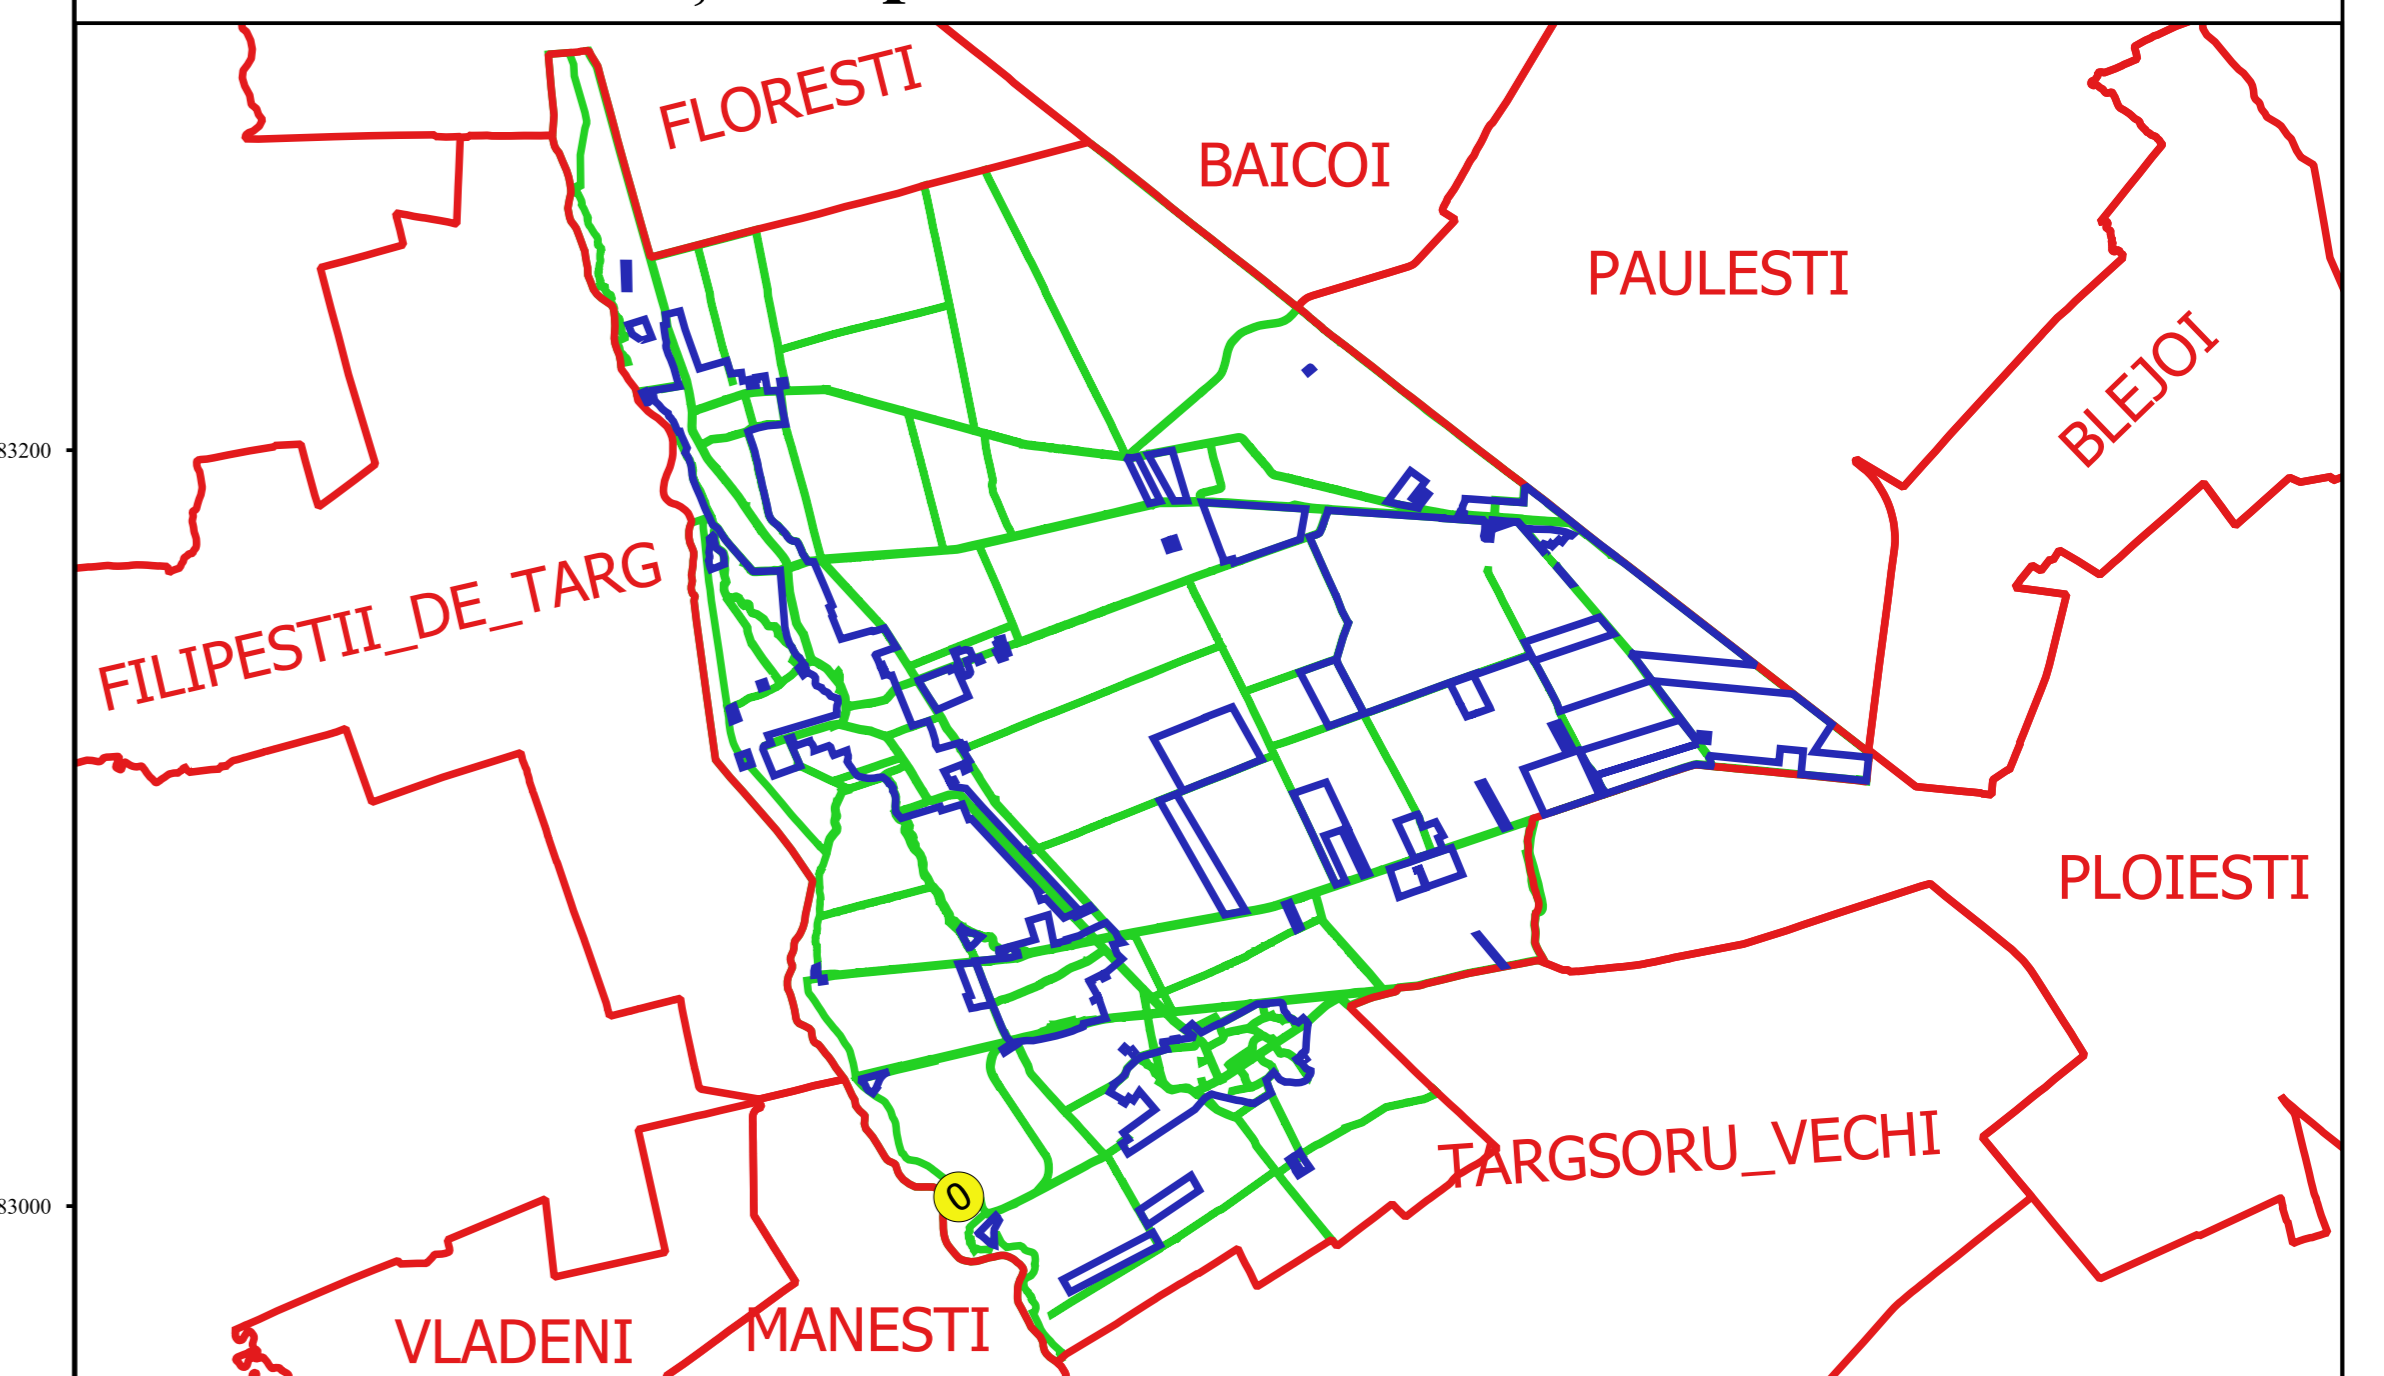 FLORESTI
BAICOI
PAULESTI
BLEJOI
83200
FILIPESTII_DE_TARG
PLOIESTI
TARGSORU_VECHI
0
83000
VLADENI
MANESTI